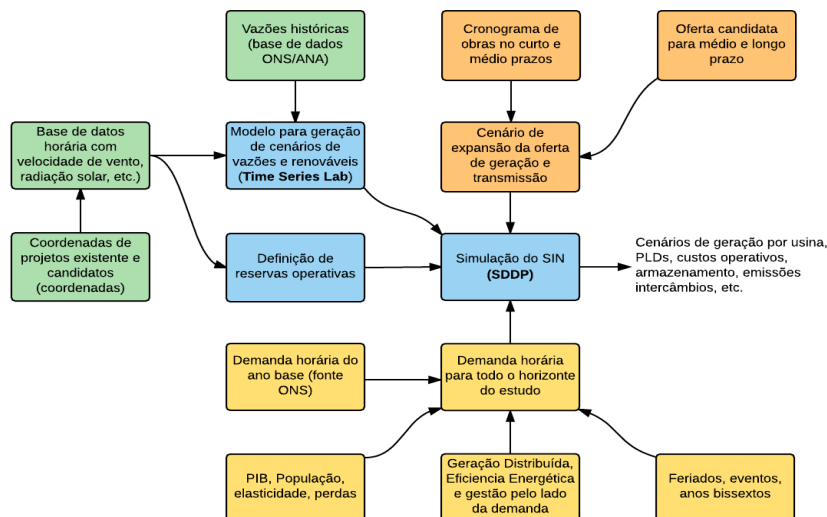 Vazões históricas
(base de dados
ONS/ANA)
Cronograma de
obras no curto e
médio prazos
Oferta candidata
para médio e longo
prazo
Base de datos
horária com
velocidade de vento,
radiação solar, etc.)
Modelo para geração
de cenários de
vazões e renováveis
(Time Series Lab)
Cenário de
expansão da oferta
de geração e
transmissão
Coordenadas de
projetos existente e
candidatos
(coordenadas)
Definição de
reservas operativas
Simulação do SIN
(SDDP)
Cenários de geração por usina,
PLDs, custos operativos,
armazenamento, emissões
intercâmbios, etc.
Demanda horária do
ano base (fonte
ONS)
Demanda horária
para todo o horizonte
do estudo
PIB, População,
elasticidade, perdas
Geração Distribuída,
Eficiencia Energética
e gestão pelo lado
da demanda
Feriados, eventos,
anos bissextos